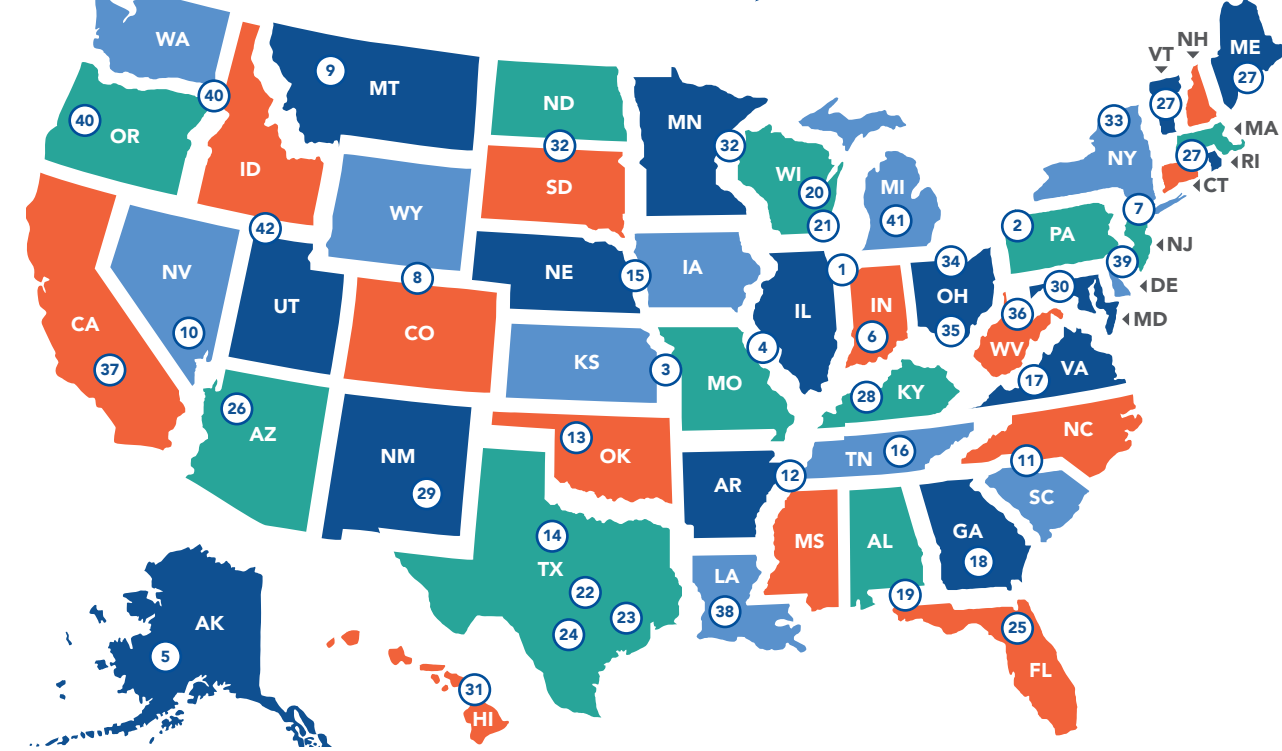 WA
MT
9
40
40
OR
ID
ND
32
SD
MN
32
WI
20
21
MI
41
33
NY
VT
NH
ME
27
27
MA
27
RI
CT
7
NJ
2
PA
39
DE
30
MD
42
WY
8
NV
10
UT
CA
37
CO
NE
15
IA
KS
3
MO
4
IL
1
IN
6
34
OH
35
36
WV
17
VA
28
KY
26
AZ
NM
29
13
OK
AR
12
TN
16
NC
11
SC
14
TX
22
23
24
LA
38
MS
AL
19
GA
18
25
FL
AK
5
31
HI